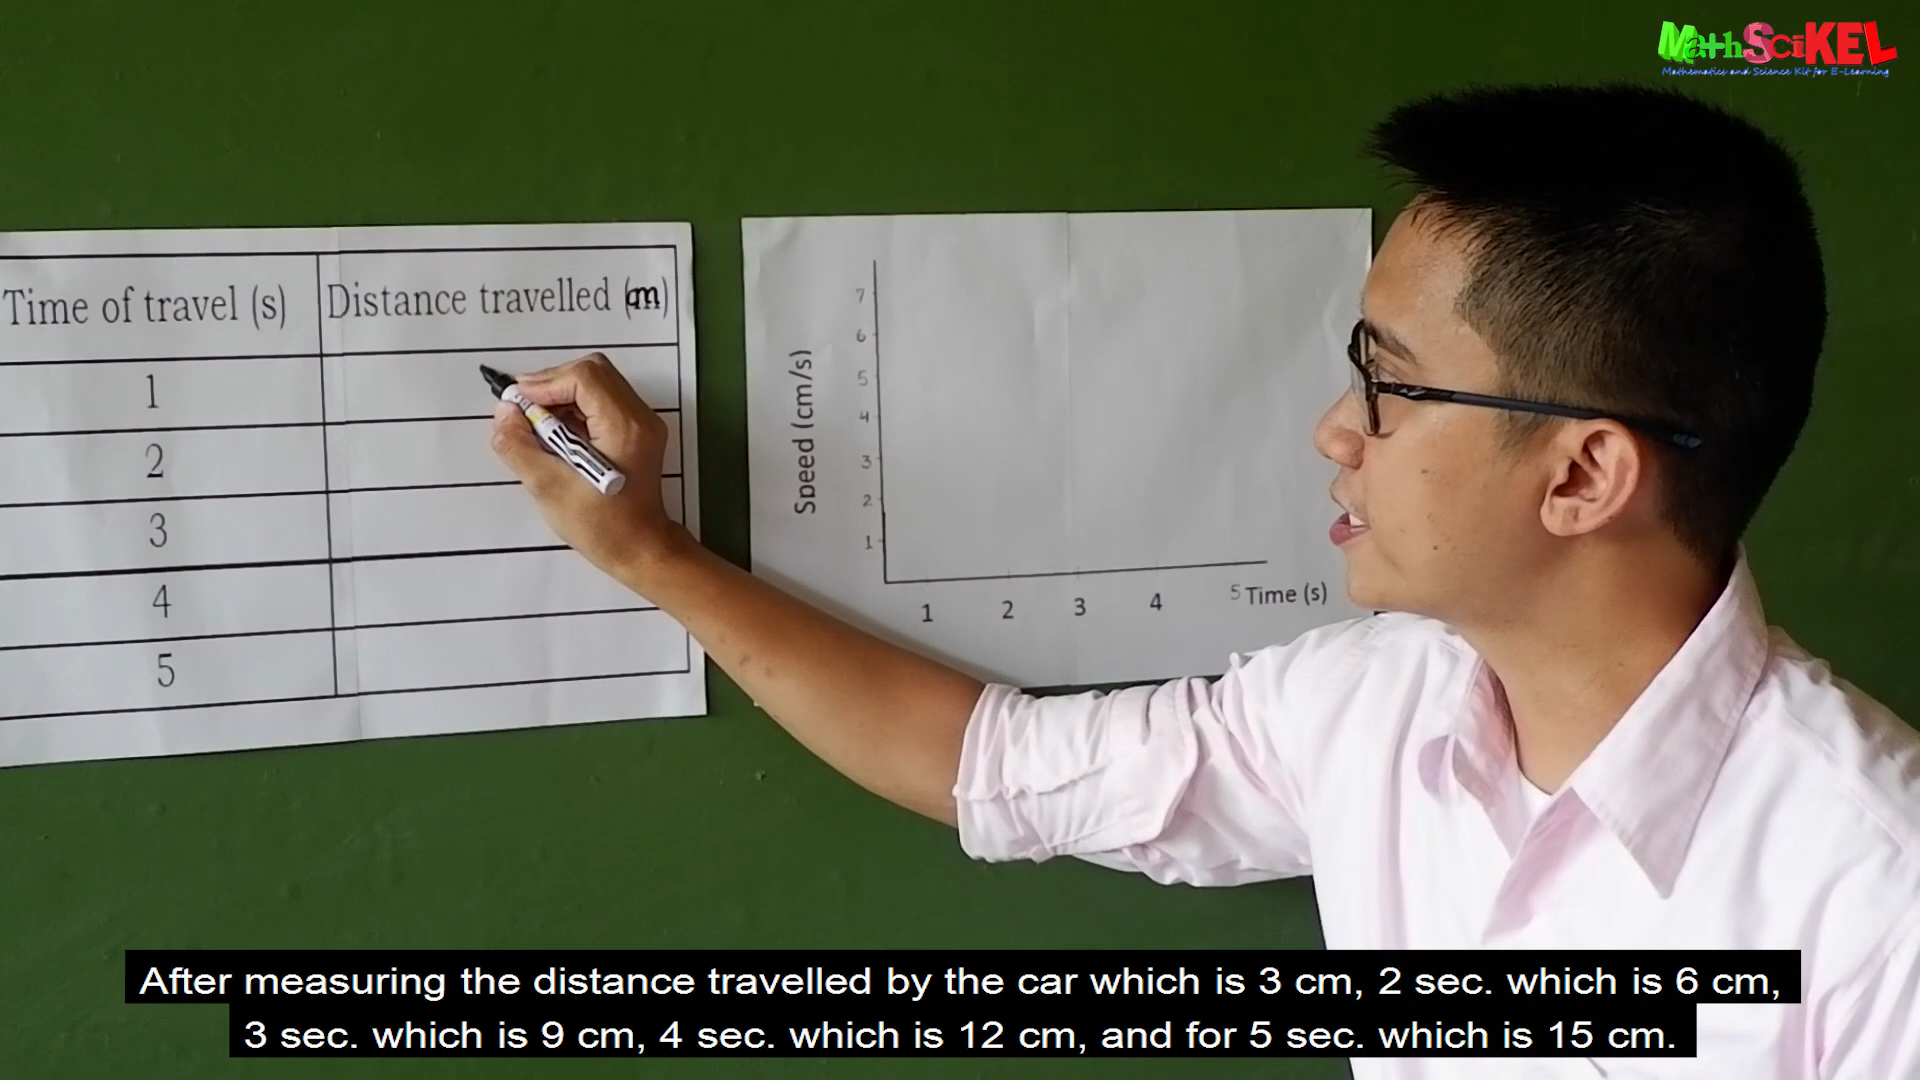 MathSciKEL
Mathematics and Science Kit for E-Learning
Time of travel (s) Distance travelled (cm)
1
2
3
4
5
Speed (cm/s)
7
6
5
4
3
2
1
1 2 3 4 5 Time (s)
After measuring the distance travelled by the car which is 3 cm, 2 sec. which is 6 cm,
3 sec. which is 9 cm, 4 sec. which is 12 cm, and for 5 sec. which is 15 cm.